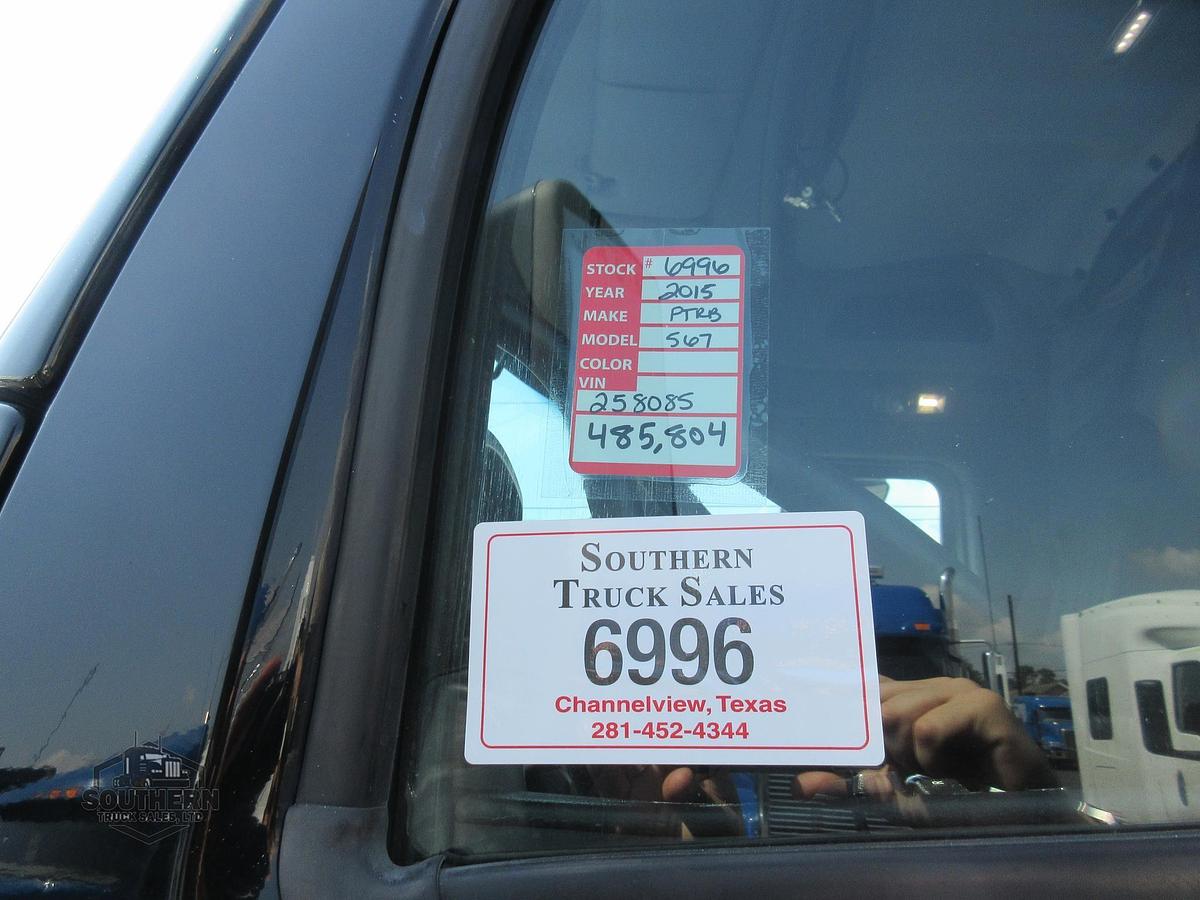 STOCK # 6996
YEAR 2015
MAKE PTRB
MODEL 567
COLOR
VIN
258085
485,804
SOUTHERN
TRUCK SALES
6996
Channelview, Texas
281-452-4344
SOUTHERN
TRUCK SALES, LTD